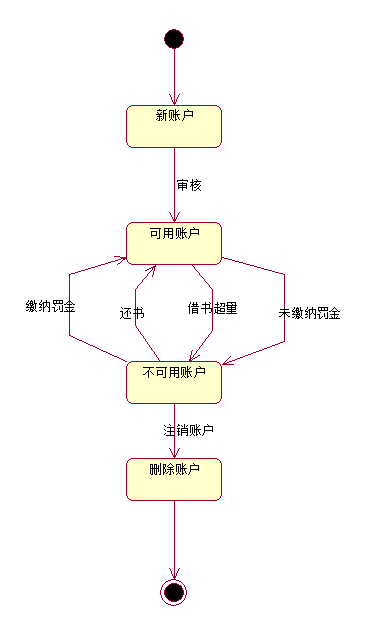 新账户
审核
可用账户
缴纳罚金
还书
借书超量
未缴纳罚金
不可用账户
注销账户
删除账户